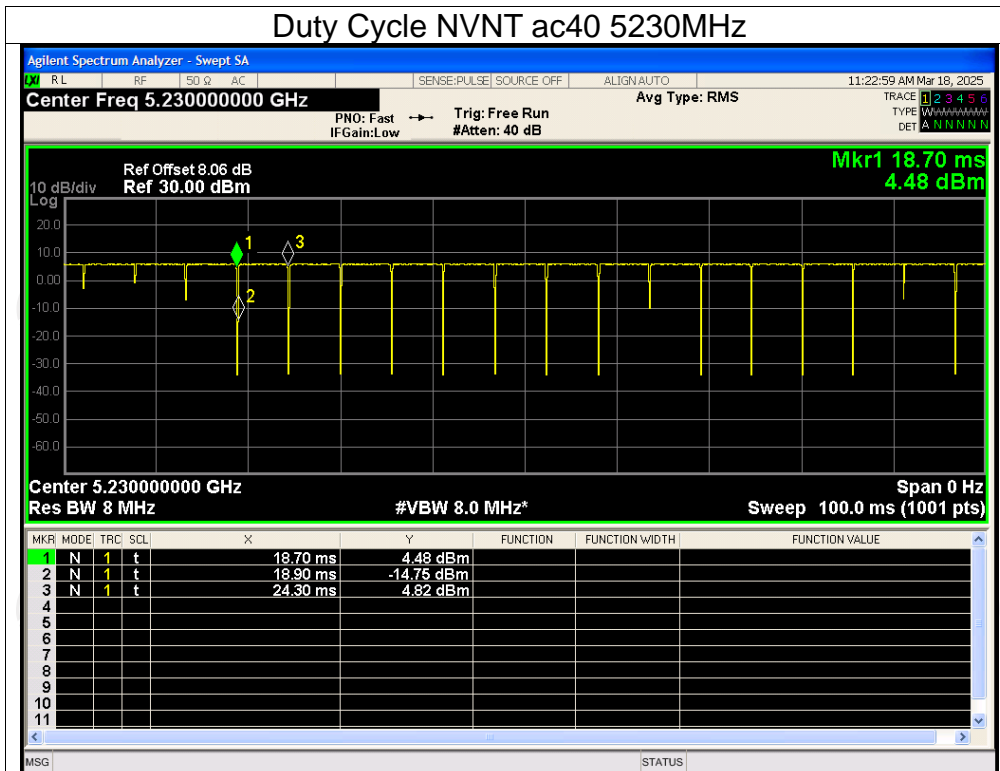 Duty Cycle NVNT ac40 5230MHz
Agilent Spectrum Analyzer - Swept SA
LXI RL RF 50 Ω AC SENSE:PULSE SOURCE OFF ALIGN AUTO 11:22:59 AM Mar 18, 2025
Center Freq 5.230000000 GHz
PNO: Fast
IFGain:Low
Trig: Free Run
#Atten: 40 dB
Avg Type: RMS
TRACE 1 2 3 4 5 6
TYPE W
DET A N N N N N
Mkr1 18.70 ms
4.48 dBm
Ref Offset 8.06 dB
10 dB/div Ref 30.00 dBm
Log
20.0
10.0
0.00
-10.0
-20.0
-30.0
-40.0
-50.0
-60.0
1
3
2
Center 5.230000000 GHz Span 0 Hz
Res BW 8 MHz #VBW 8.0 MHz* Sweep 100.0 ms (1001 pts)
MKR MODE TRC SCL X Y FUNCTION FUNCTION WIDTH FUNCTION VALUE
1 N 1 t 18.70 ms 4.48 dBm
2 N 1 t 18.90 ms -14.75 dBm
3 N 1 t 24.30 ms 4.82 dBm
4
5
6
7
8
9
10
11
MSG STATUS